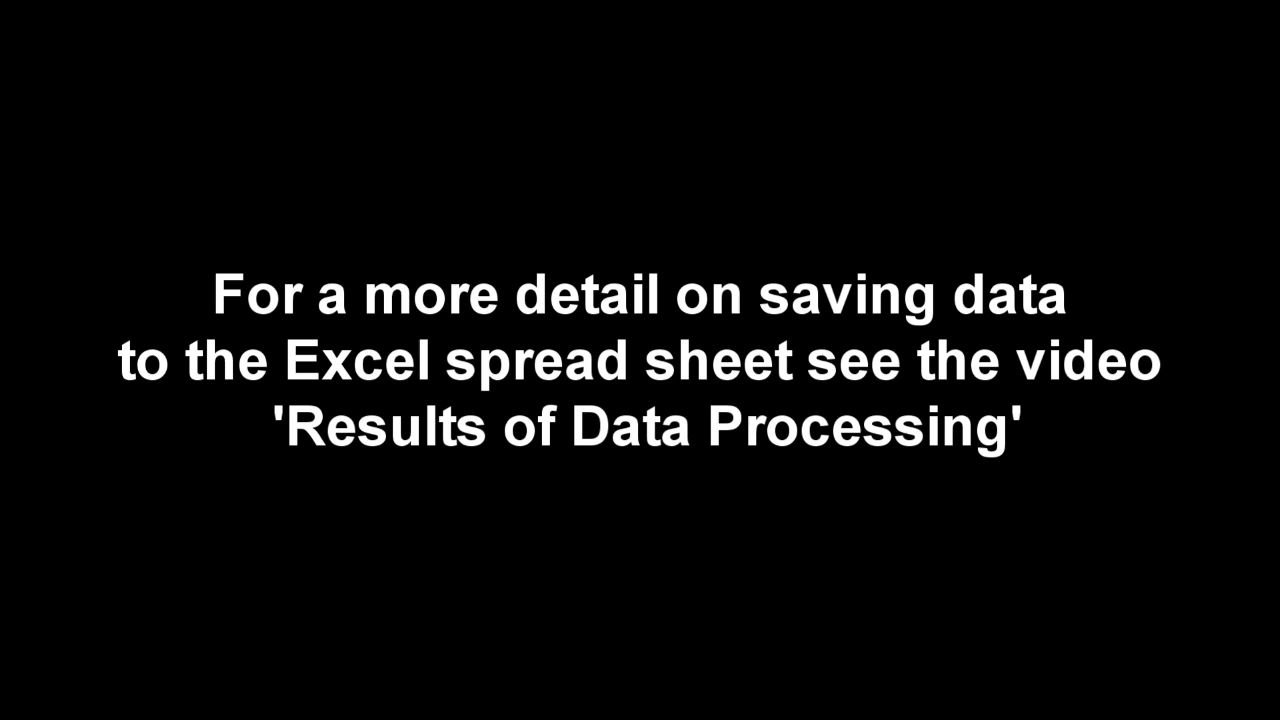 For a more detail on saving data
to the Excel spread sheet see the video
'Results of Data Processing'